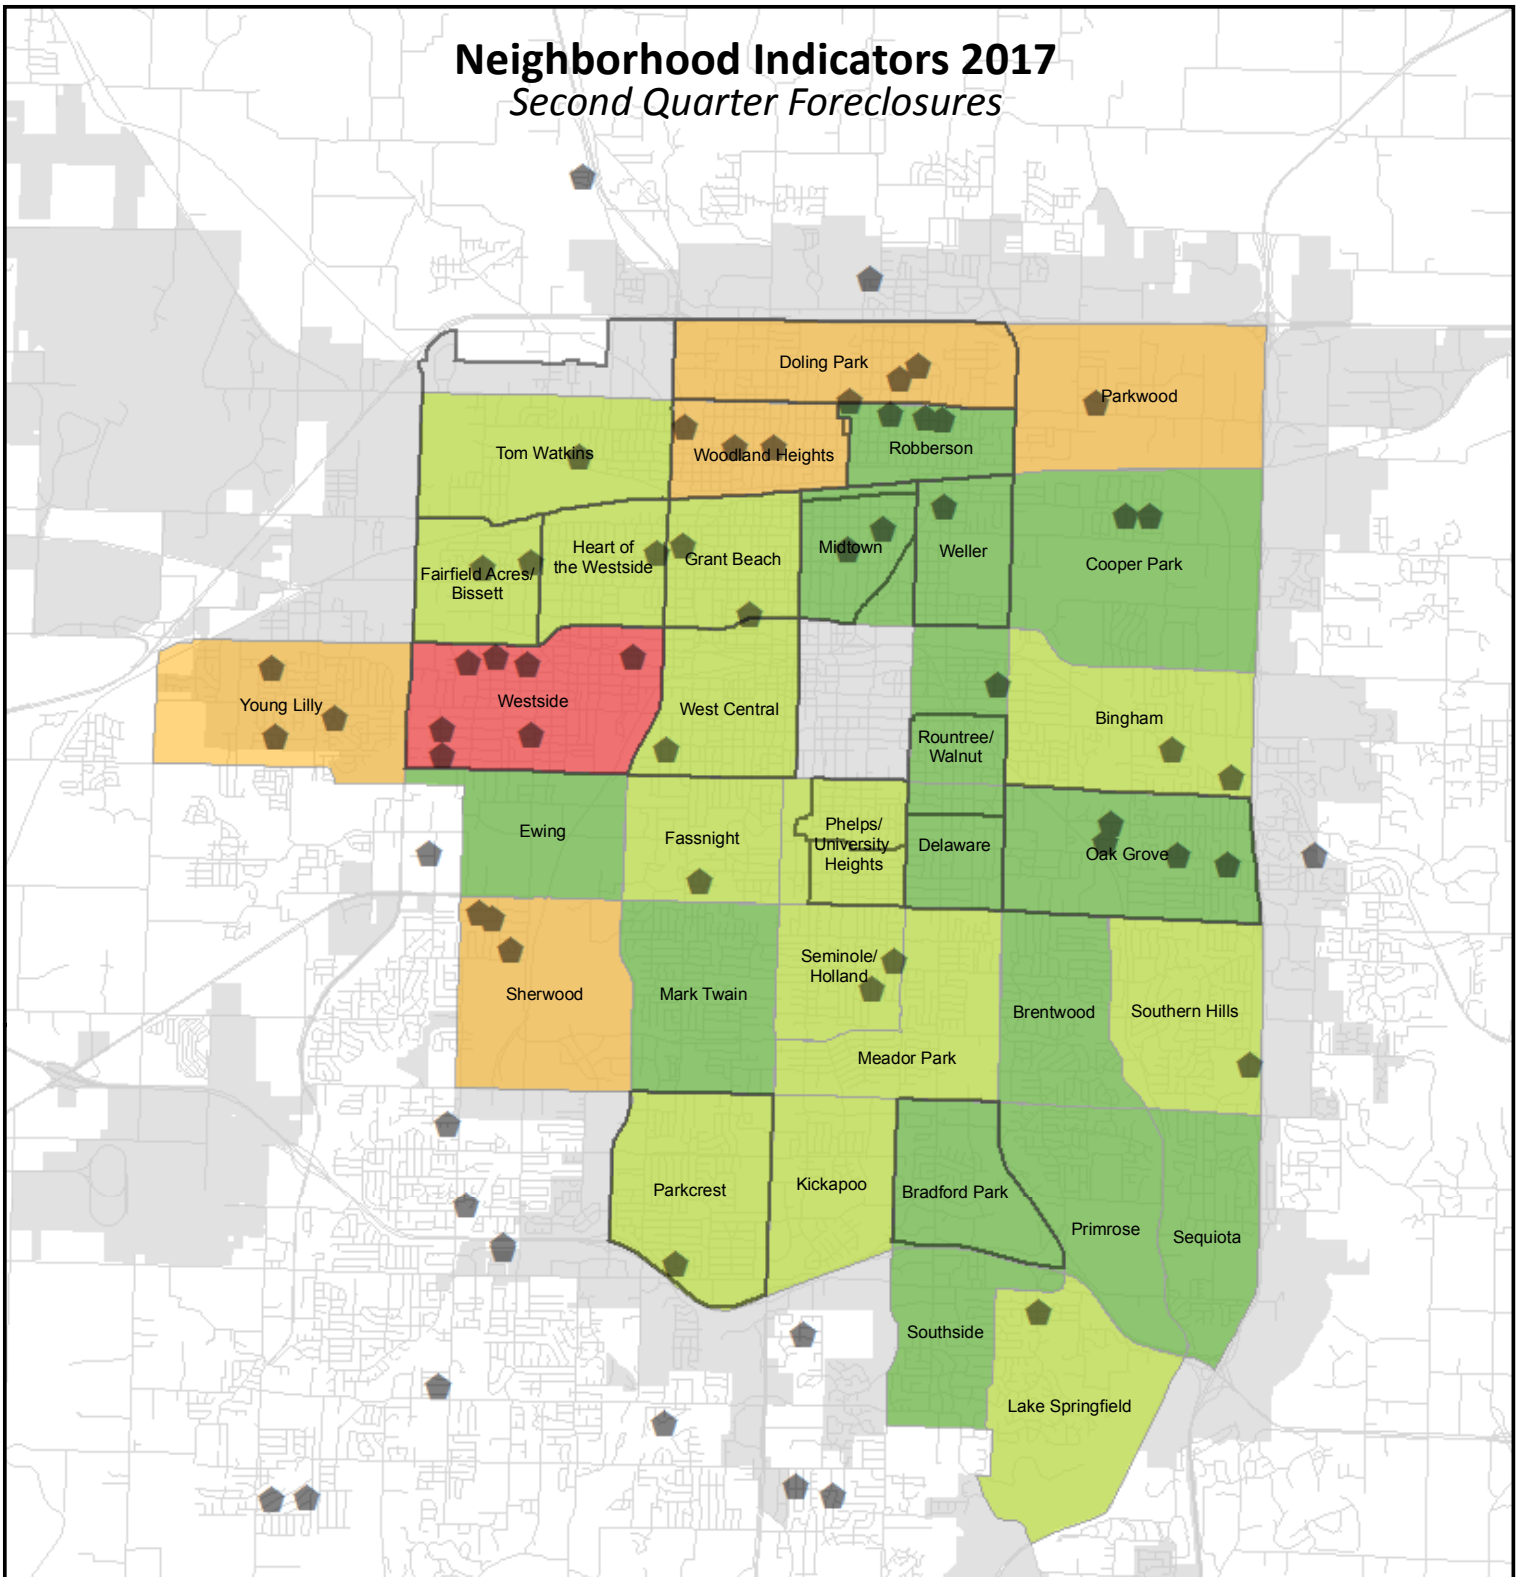 Neighborhood Indicators 2017
Second Quarter Foreclosures
Doling Park
Parkwood
Tom Watkins
Woodland Heights
Robberson
Heart of
the Westside
Grant Beach
Midtown
Weller
Cooper Park
Fairfield Acres/
Bissett
Young Lilly
Westside
West Central
Bingham
Rountree/
Walnut
Ewing
Fassnight
Phelps/
University
Heights
Delaware
Oak Grove
Sherwood
Mark Twain
Seminole/
Holland
Brentwood
Southern Hills
Meador Park
Parkcrest
Kickapoo
Bradford Park
Primrose
Sequiota
Southside
Lake Springfield